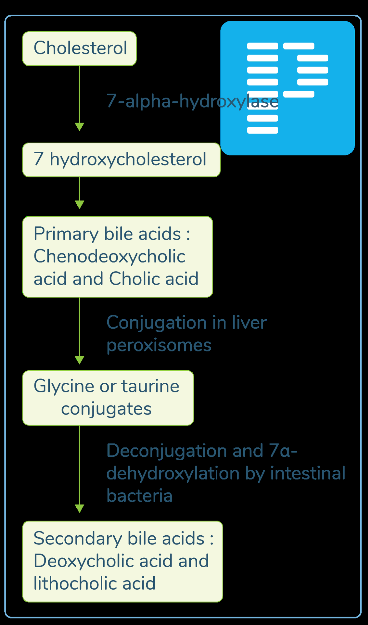 Cholesterol
7-alpha-hydroxylase
7 hydroxycholesterol
Primary bile acids :
Chenodeoxycholic
acid and Cholic acid
Conjugation in liver
peroxisomes
Glycine or taurine
conjugates
Deconjugation and 7α-
dehydroxylation by intestinal
bacteria
Secondary bile acids :
Deoxycholic acid and
lithocholic acid